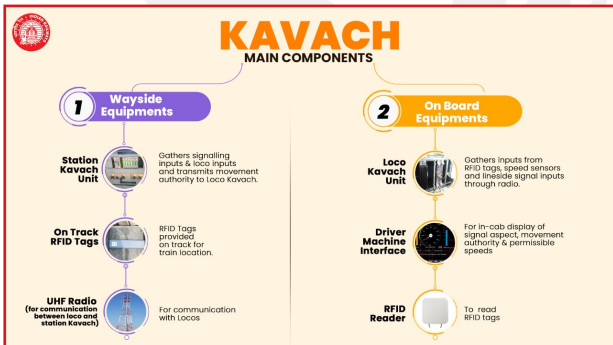 KAVACH
MAIN COMPONENTS
1
Wayside
Equipments
Station
Kavach
Unit
Gathers signalling
inputs & loco inputs
and transmits movement
authority to Loco Kavach.
On Track
RFID Tags
RFID Tags
provided
on track for
train location.
UHF Radio
(for communication
between loco and
station Kavach)
For communication
with Locos
2
On Board
Equipments
Loco
Kavach
Unit
Gathers inputs from
RFID tags, speed sensors
and lineside signal inputs
through radio.
Driver
Machine
Interface
For in-cab display of
signal aspect, movement
authority & permissible
speeds
RFID
Reader
To read
RFID tags